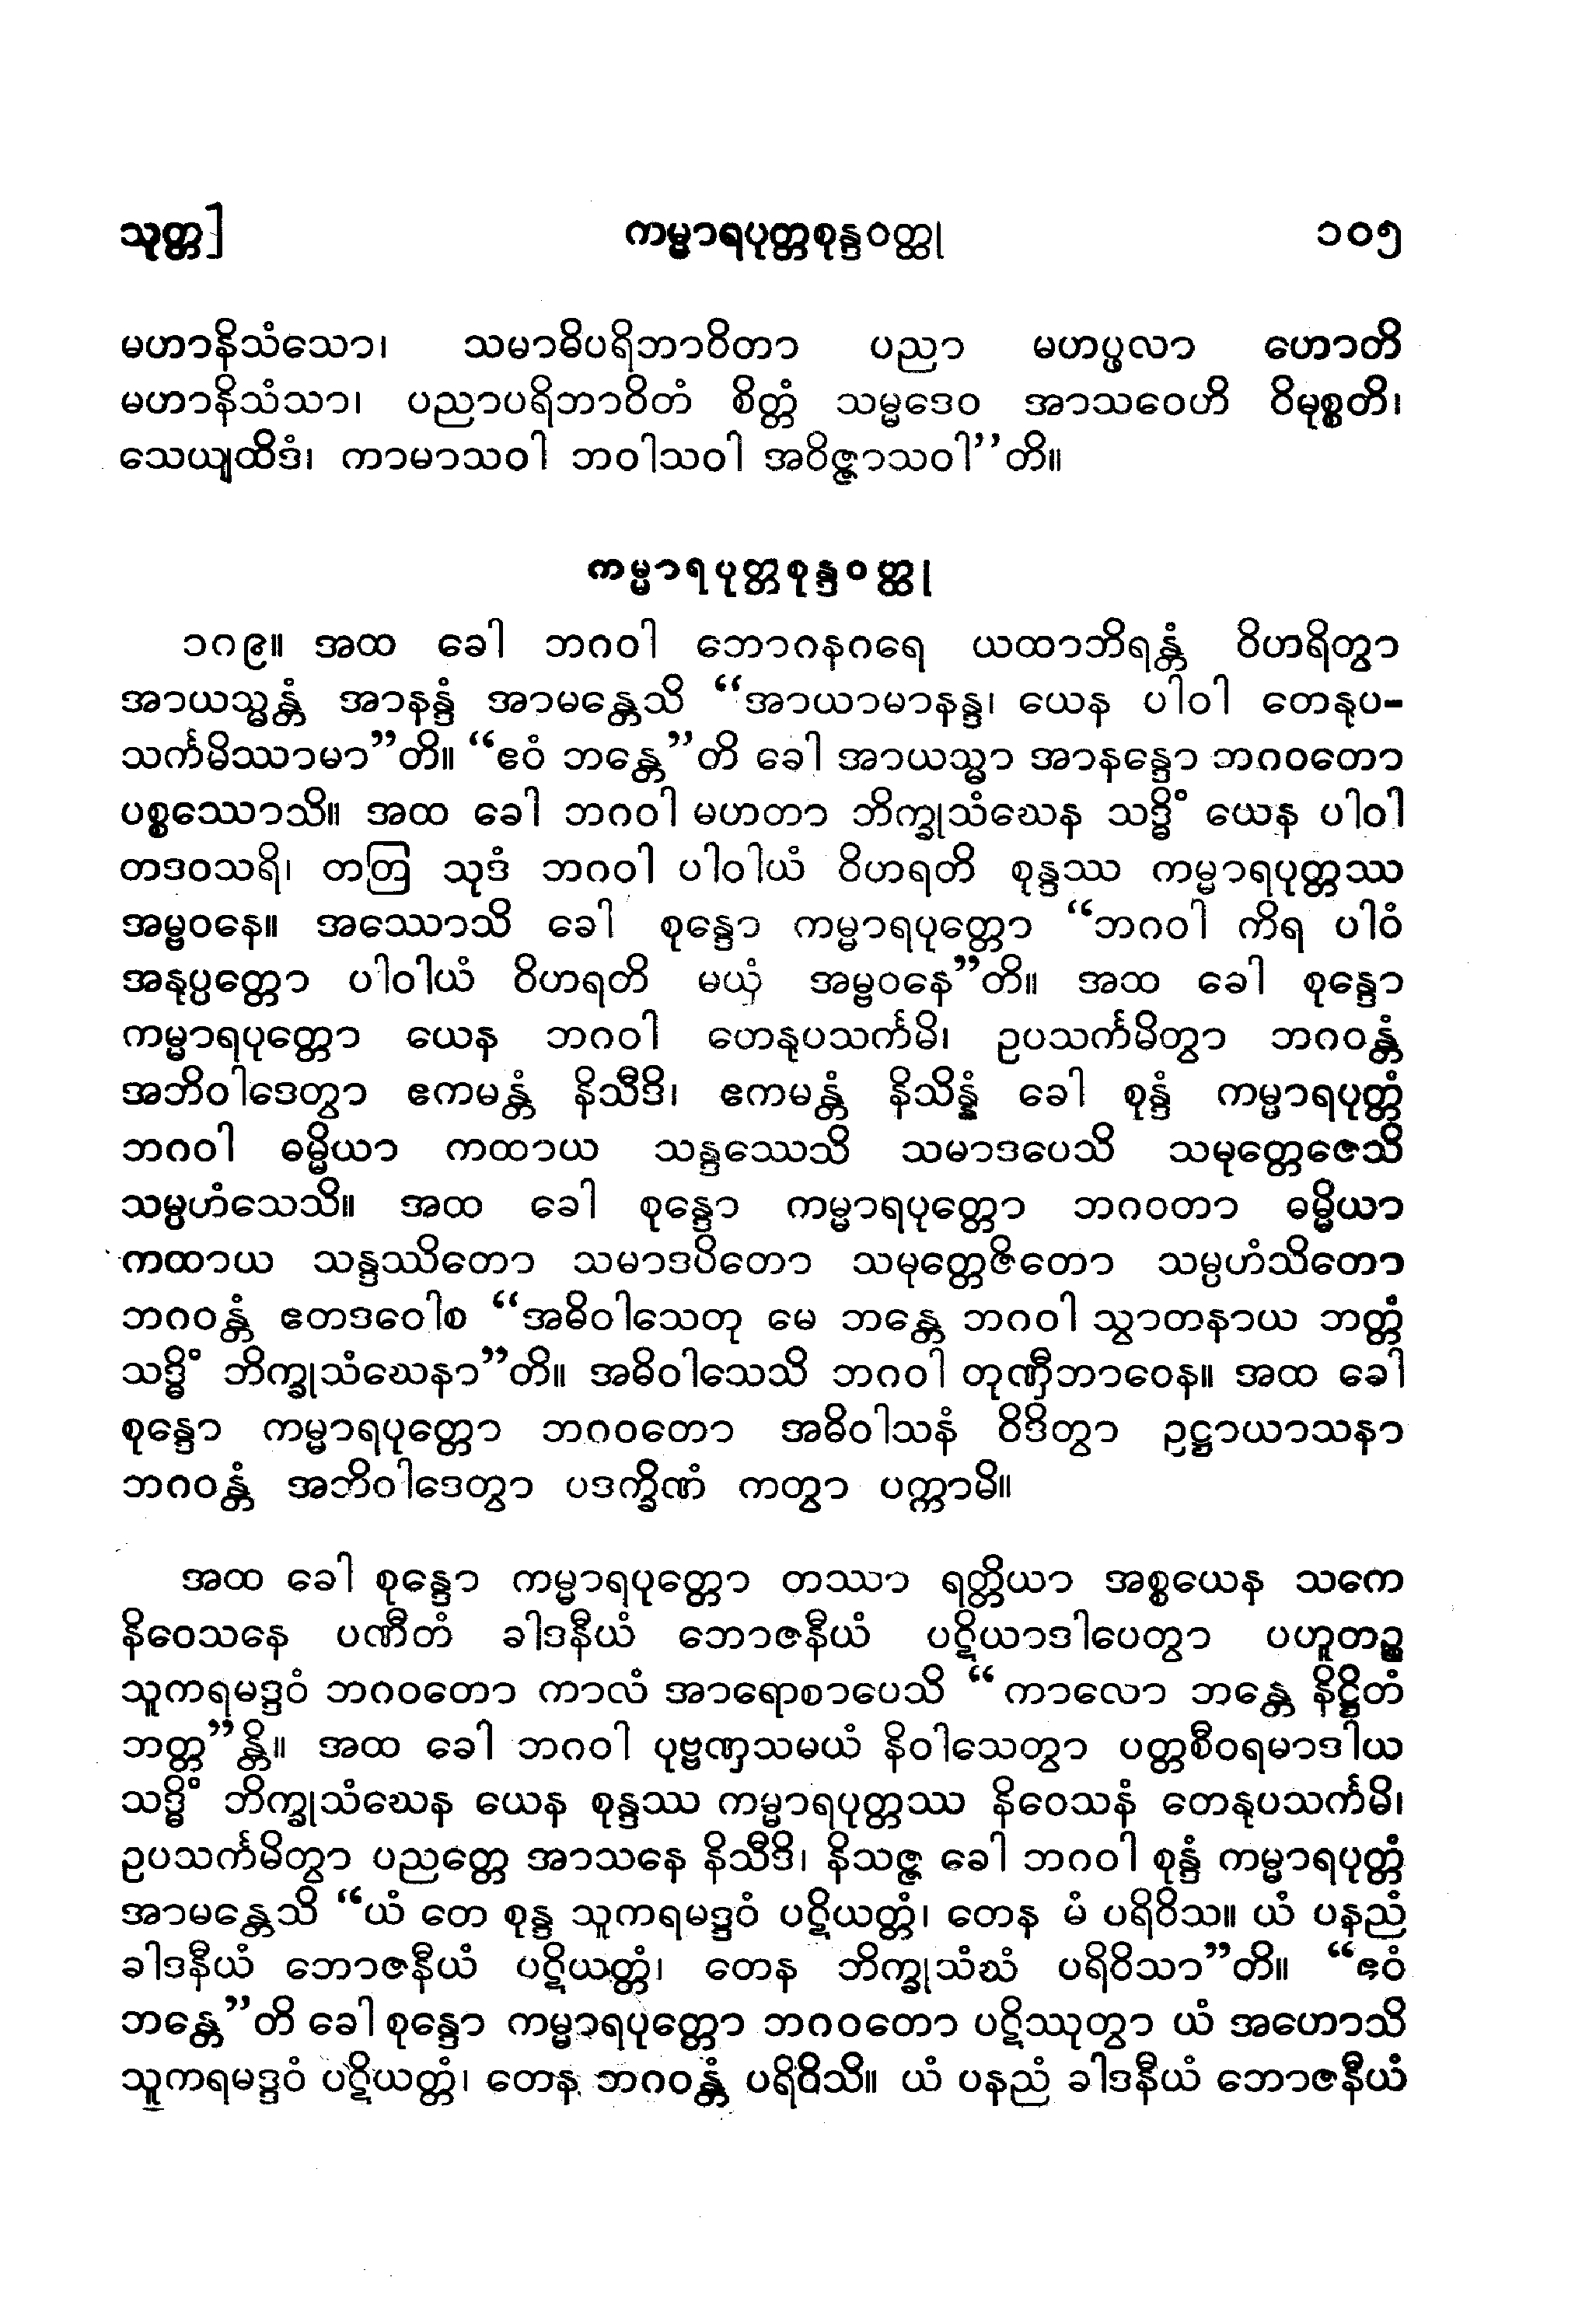 သုတ္တ]	ကမ္မာရပုတ္တစုန္ဒဝတ္ထု	၁၀၅
မဟာနိသံသော၊ သမာဓိပရိဘာဝိတာ ပညာ မဟပ္ဖလာ ဟောတိ
မဟာနိသံသာ၊ ပညာပရိဘာဝိတံ စိတ္တံ သမ္မဒေဝ အာသဝေဟိ ဝိမုစ္စတိ၊
သေယျထိဒံ၊ ကာမာသဝါ ဘဝါသဝါ အဝိဇ္ဇာသဝါ’’တိ။
ကမ္မာရပုတ္တစုန္ဒဝတ္ထု
၁၈၉။ အထ ခေါ ဘဂဝါ ဘောဂနဂရေ ယထာဘိရန္တံ ဝိဟရိတွာ
အာယသ္မန္တံ အာနန္ဒံ အာမန္တေသိ “အာယာမာနန္ဒ၊ ယေန ပါဝါ တေနုပ-
သင်္ကမိဿာမာ”တိ။ “ဧဝံ ဘန္တေ”တိ ခေါ အာယသ္မာ အာနန္ဒော ဘဂဝတော
ပစ္စဿောသိ။ အထ ခေါ ဘဂဝါ မဟတာ ဘိက္ခုသံဃေန သဒ္ဓိံ ယေန ပါဝါ
တဒဝသရိ၊ တတြ သုဒံ ဘဂဝါ ပါဝါယံ ဝိဟရတိ စုန္ဒဿ ကမ္မာရပုတ္တဿ
အမ္ဗဝနေ။ အဿောသိ ခေါ စုန္ဒော ကမ္မာရပုတ္တော “ဘဂဝါ ကိရ ပါဝံ
အနုပ္ပတ္တော ပါဝါယံ ဝိဟရတိ မယှံ အမ္ဗဝနေ”တိ။ အထ ခေါ စုန္ဒော
ကမ္မာရပုတ္တော ယေန ဘဂဝါ တေနုပသင်္ကမိ၊ ဥပသင်္ကမိတွာ ဘဂဝန္တံ
အဘိဝါဒေတွာ ဧကမန္တံ နိသီဒိ၊ ဧကမန္တံ နိသိန္နံ ခေါ စုန္ဒံ ကမ္မာရပုတ္တံ
ဘဂဝါ ဓမ္မိယာ ကထာယ သန္ဒဿေသိ သမာဒပေသိ သမုတ္တေဇေသိ
သမ္ပဟံသေသိ။ အထ ခေါ စုန္ဒော ကမ္မာရပုတ္တော ဘဂဝတာ ဓမ္မိယာ
ကထာယ သန္ဒဿိတော သမာဒပိတော သမုတ္တေဇိတော သမ္ပဟံသိတော
ဘဂဝန္တံ ဧတဒဝေါစ “အဓိဝါသေတု မေ ဘန္တေ ဘဂဝါ သွာတနာယ ဘတ္တံ
သဒ္ဓိံ ဘိက္ခုသံဃေနာ”တိ။ အဓိဝါသေသိ ဘဂဝါ တုဏှီဘာဝေန။ အထ ခေါ
စုန္ဒော ကမ္မာရပုတ္တော ဘဂဝတော အဓိဝါသနံ ဝိဒိတွာ ဥဋ္ဌာယာသနာ
ဘဂဝန္တံ အဘိဝါဒေတွာ ပဒက္ခိဏံ ကတွာ ပက္ကာမိ။
အထ ခေါ စုန္ဒော ကမ္မာရပုတ္တော တဿာ ရတ္တိယာ အစ္စယေန သကေ
နိဝေသနေ ပဏီတံ ခါဒနီယံ ဘောဇနီယံ ပဋိယာဒါပေတွာ ပဟူတဉ္စ
သူကရမဒ္ဒဝံ ဘဂဝတော ကာလံ အာရောစာပေသိ “ကာလော ဘန္တေ နိဋ္ဌိတံ
ဘတ္တ”န္တိ။ အထ ခေါ ဘဂဝါ ပုဗ္ဗဏှသမယံ နိဝါသေတွာ ပတ္တစီဝရမာဒါယ
သဒ္ဓိံ ဘိက္ခုသံဃေန ယေန စုန္ဒဿ ကမ္မာရပုတ္တဿ နိဝေသနံ တေနုပသင်္ကမိ၊
ဥပသင်္ကမိတွာ ပညတ္တေ အာသနေ နိသီဒိ၊ နိသဇ္ဇ ခေါ ဘဂဝါ စုန္ဒံ ကမ္မာရပုတ္တံ
အာမန္တေသိ “ယံ တေ စုန္ဒ သူကရမဒ္ဒဝံ ပဋိယတ္တံ၊ တေန မံ ပရိဝိသ။ ယံ ပနညံ
ခါဒနီယံ ဘောဇနီယံ ပဋိယတ္တံ၊ တေန ဘိက္ခုသံဃံ ပရိဝိသာ”တိ။ “ဧဝံ
ဘန္တေ”တိ ခေါ စုန္ဒော ကမ္မာရပုတ္တော ဘဂဝတော ပဋိဿုတွာ ယံ အဟောသိ
သူကရမဒ္ဒဝံ ပဋိယတ္တံ၊ တေန ဘဂဝန္တံ ပရိဝိသိ။ ယံ ပနညံ ခါဒနီယံ ဘောဇနီယံ